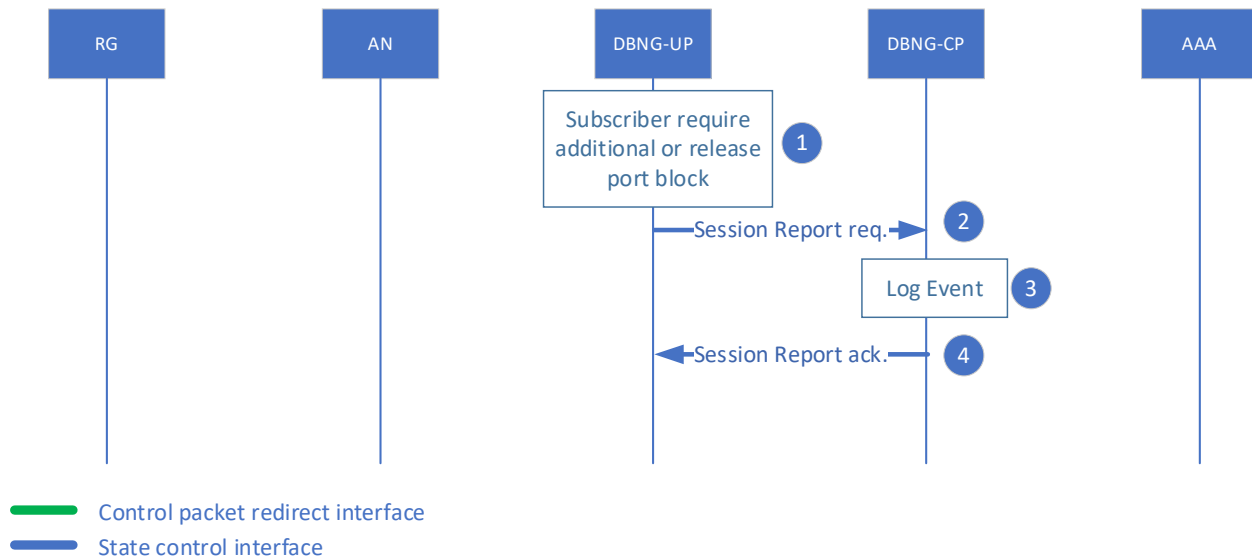 RG
AN
DBNG-UP
DBNG-CP
AAA
Subscriber require
additional or release
port block
1
Session Report req.
2
Log Event
3
Session Report ack.
4
Control packet redirect interface
State control interface